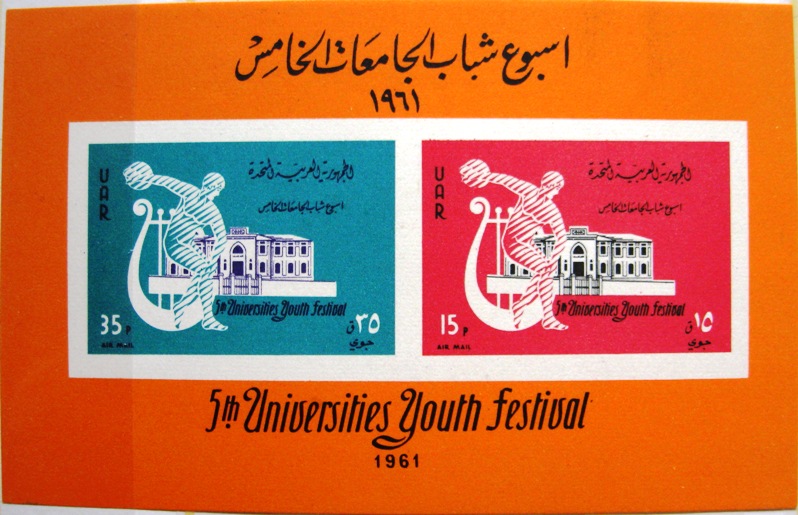 اسبوع شباب الجامعات الخامس
١٩٦١
UAR
الجمهورية العربية المتحدة
اسبوع شباب الجامعات الخامس
5th Universities Youth Festival
35 P
٣٥ ق
AIR MAIL
جوي
UAR
الجمهورية العربية المتحدة
اسبوع شباب الجامعات الخامس
5th Universities Youth Festival
15 P
١٥ ق
AIR MAIL
جوي
5th Universities Youth Festival
1961